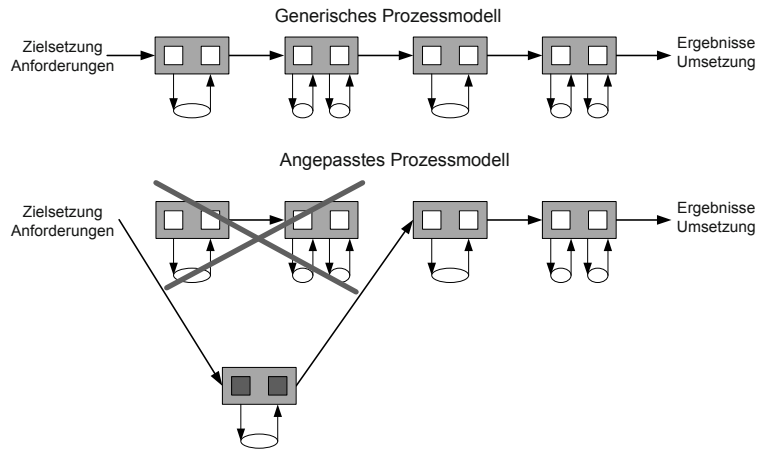 Generisches Prozessmodell
Zielsetzung
Anforderungen
Ergebnisse
Umsetzung
Angepasstes Prozessmodell
Zielsetzung
Anforderungen
Ergebnisse
Umsetzung